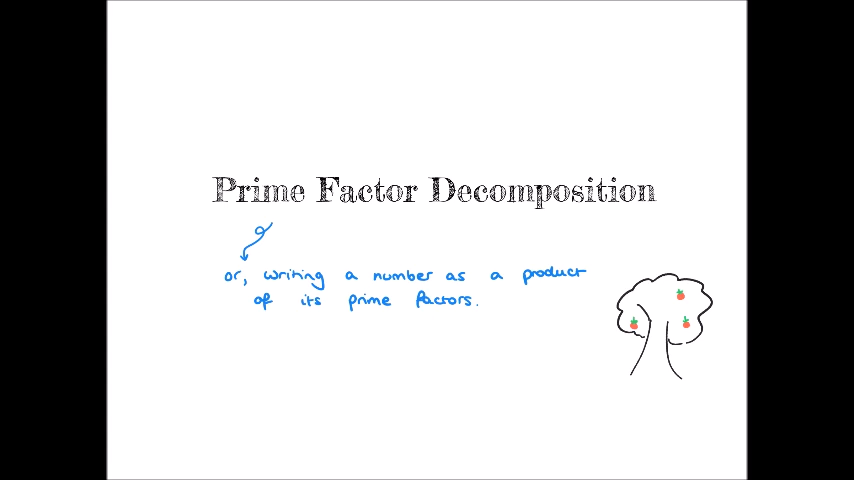 Prime Factor Decomposition
or, writing a number as a product
of its prime factors.